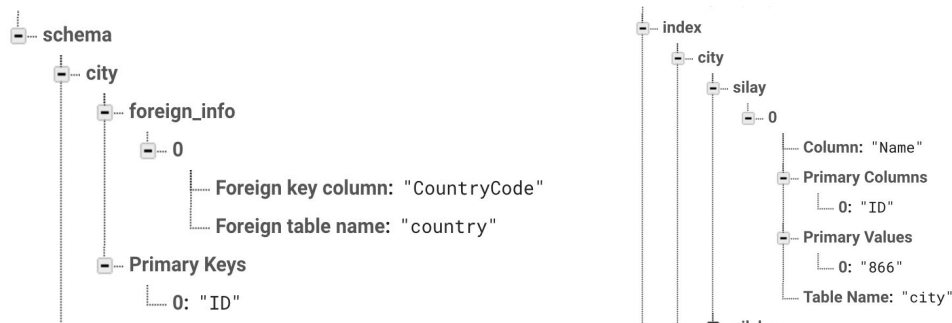 schema
city
foreign_info
0
Foreign key column: "CountryCode"
Foreign table name: "country"
Primary Keys
0: "ID"
index
city
silay
0
Column: "Name"
Primary Columns
0: "ID"
Primary Values
0: "866"
Table Name: "city"